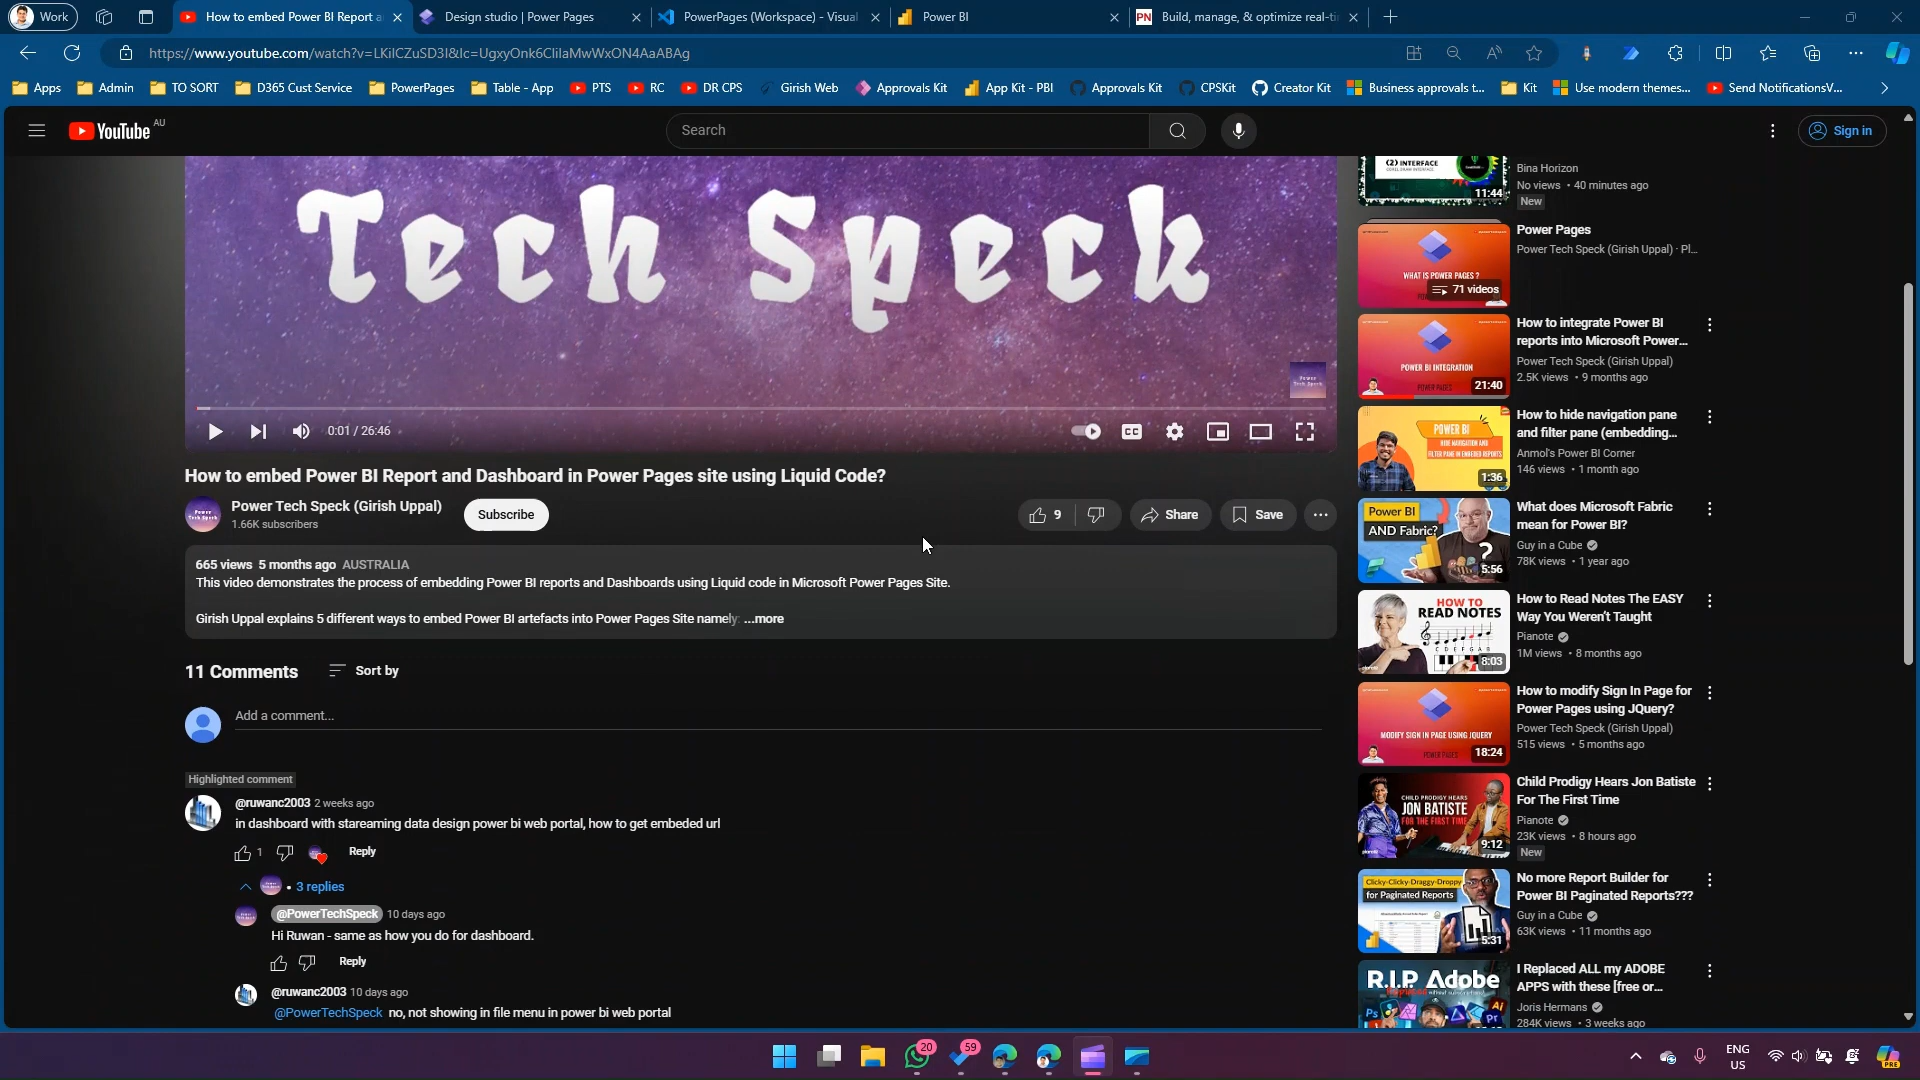 Work
How to embed Power BI Report a
Design studio | Power Pages
PowerPages (Workspace) - Visual
Power BI
Build, manage, & optimize real-ti
https://www.youtube.com/watch?v=LKilCZuSD3I&lc=UgxyOnk6CIilaMwWxON4AaABAg
Apps
Admin
TO SORT
D365 Cust Service
PowerPages
Table - App
PTS
RC
DR CPS
Girish Web
Approvals Kit
App Kit - PBI
Approvals Kit
CPSKit
Creator Kit
Business approvals t...
Kit
Use modern themes...
Send NotificationsV...
YouTube AU
Search
Sign in
Tech Speck
0:01 / 26:46
CC
How to embed Power BI Report and Dashboard in Power Pages site using Liquid Code?
Power Tech Speck (Girish Uppal)
1.66K subscribers
Subscribe
9
Share
Save
665 views 5 months ago AUSTRALIA
This video demonstrates the process of embedding Power BI reports and Dashboards using Liquid code in Microsoft Power Pages Site.
Girish Uppal explains 5 different ways to embed Power BI artefacts into Power Pages Site namely: ...more
11 Comments
Sort by
Add a comment...
Highlighted comment
@ruwanc2003 2 weeks ago
in dashboard with stareaming data design power bi web portal, how to get embeded url
1
Reply
• 3 replies
@PowerTechSpeck 10 days ago
Hi Ruwan - same as how you do for dashboard.
Reply
@ruwanc2003 10 days ago
@PowerTechSpeck no, not showing in file menu in power bi web portal
(2) INTERFACE
11:44
Bina Horizon
No views • 40 minutes ago
New
WHAT IS POWER PAGES ?
71 videos
Power Pages
Power Tech Speck (Girish Uppal) · Pl...
POWER BI INTEGRATION
POWER PAGES
21:40
How to integrate Power BI
reports into Microsoft Power...
Power Tech Speck (Girish Uppal)
2.5K views • 9 months ago
POWER BI
HIDE NAVIGATION AND
FILTER PANE IN EMBEDED REPORTS
1:36
How to hide navigation pane
and filter pane (embedding...
Anmol's Power BI Corner
146 views • 1 month ago
Power BI
AND Fabric?
5:56
What does Microsoft Fabric
mean for Power BI?
Guy in a Cube
78K views • 1 year ago
HOW TO
READ NOTES
8:03
How to Read Notes The EASY
Way You Weren't Taught
Pianote
1M views • 8 months ago
MODIFY SIGN IN PAGE USING JQUERY
POWER PAGES
18:24
How to modify Sign In Page for
Power Pages using JQuery?
Power Tech Speck (Girish Uppal)
515 views • 5 months ago
CHILD PRODIGY HEARS
JON BATISTE
FOR THE FIRST TIME
9:12
Child Prodigy Hears Jon Batiste
For The First Time
Pianote
23K views • 8 hours ago
New
Clicky-Clicky-Draggy-Droppy
for Paginated Reports
5:31
No more Report Builder for
Power BI Paginated Reports???
Guy in a Cube
63K views • 11 months ago
R.I.P. Adobe
I Replaced ALL my ADOBE
APPS with these [free or...
Joris Hermans
284K views • 3 weeks ago
20
59
ENG
US
PRE